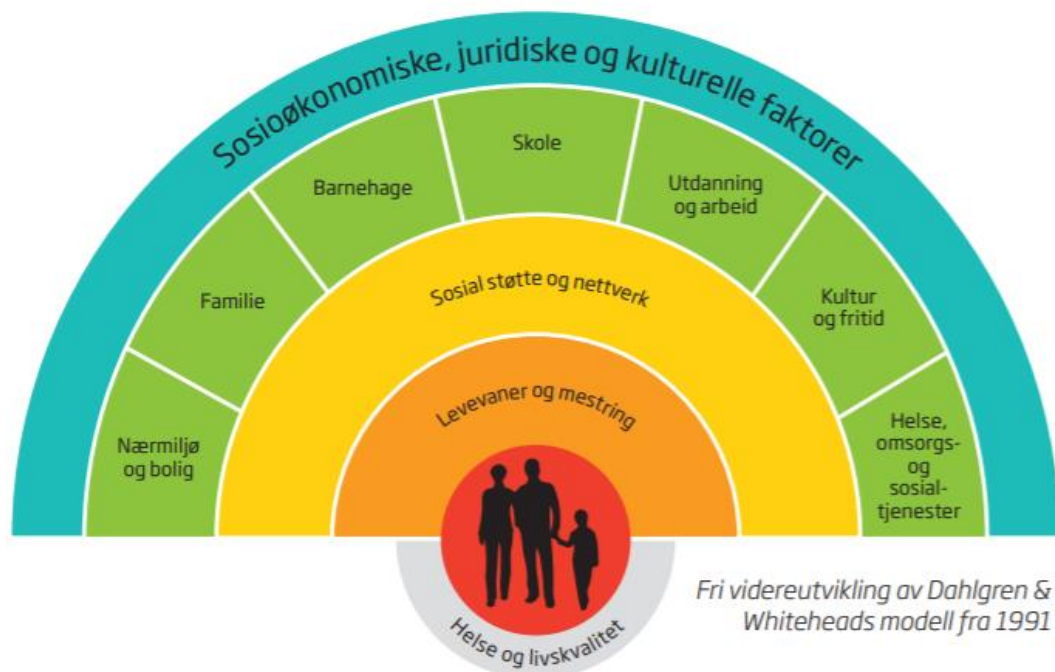 Sosioøkonomiske, juridiske og kulturelle faktorer
Nærmiljø
og bolig
Familie
Barnehage
Skole
Utdanning
og arbeid
Kultur
og fritid
Helse,
omsorgs-
og
sosial-
tjenester
Sosial støtte og nettverk
Levevaner og mestring
Helse og livskvalitet
Fri videreutvikling av Dahlgren &
Whiteheads modell fra 1991